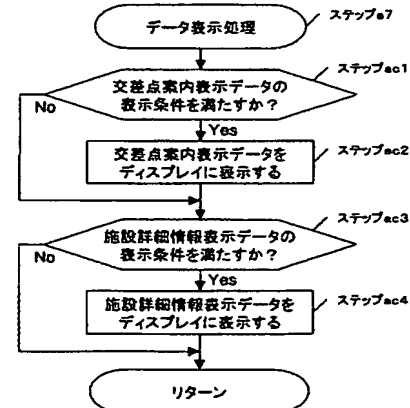 データ表示処理
ステップa7
交差点案内表示データの
表示条件を満たすか？
ステップac1
No
Yes
交差点案内表示データを
ディスプレイに表示する
ステップac2
施設詳細情報表示データの
表示条件を満たすか？
ステップac3
No
Yes
施設詳細情報表示データを
ディスプレイに表示する
ステップac4
リターン